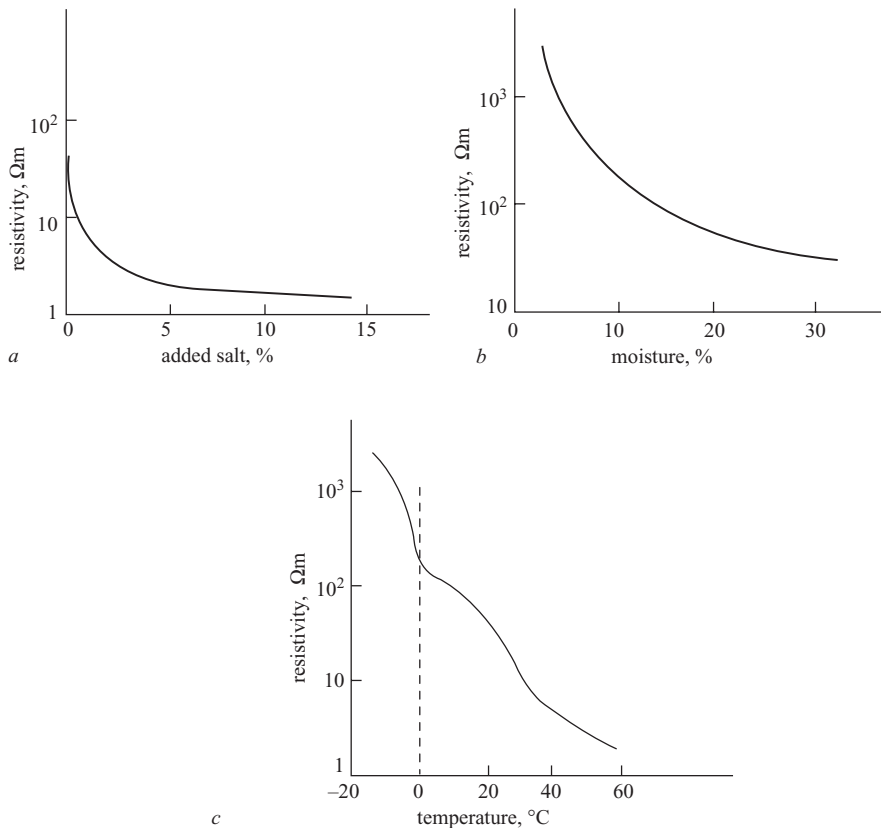 10²
10
1
resistivity, Ωm
0 5 10 15
a added salt, %
10³
10²
10
resistivity, Ωm
0 10 20 30
b moisture, %
10³
10²
10
1
resistivity, Ωm
–20 0 20 40 60
c temperature, °C